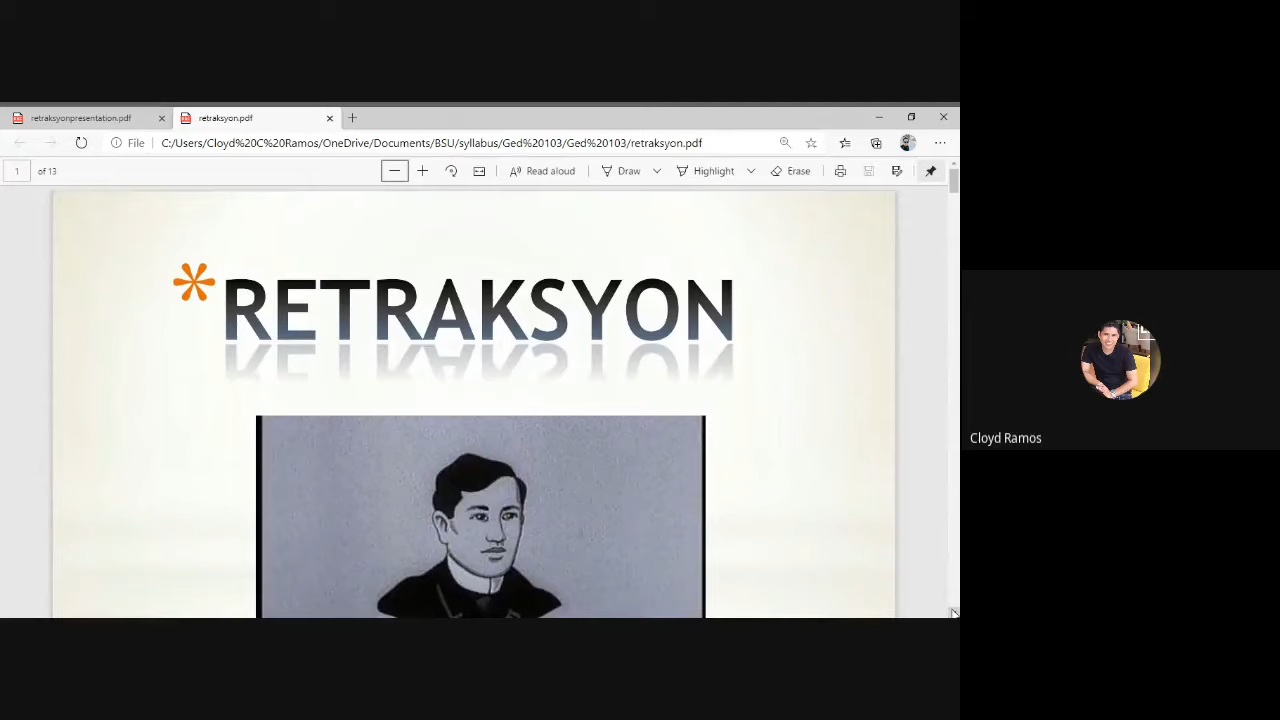 retraksyonpresentation.pdf
retraksyon.pdf
File
C:/Users/Cloyd%20C%20Ramos/OneDrive/Documents/BSU/syllabus/Ged%20103/Ged%20103/retraksyon.pdf
1 of 13
Read aloud
Draw
Highlight
Erase
*RETRAKSYON
Cloyd Ramos